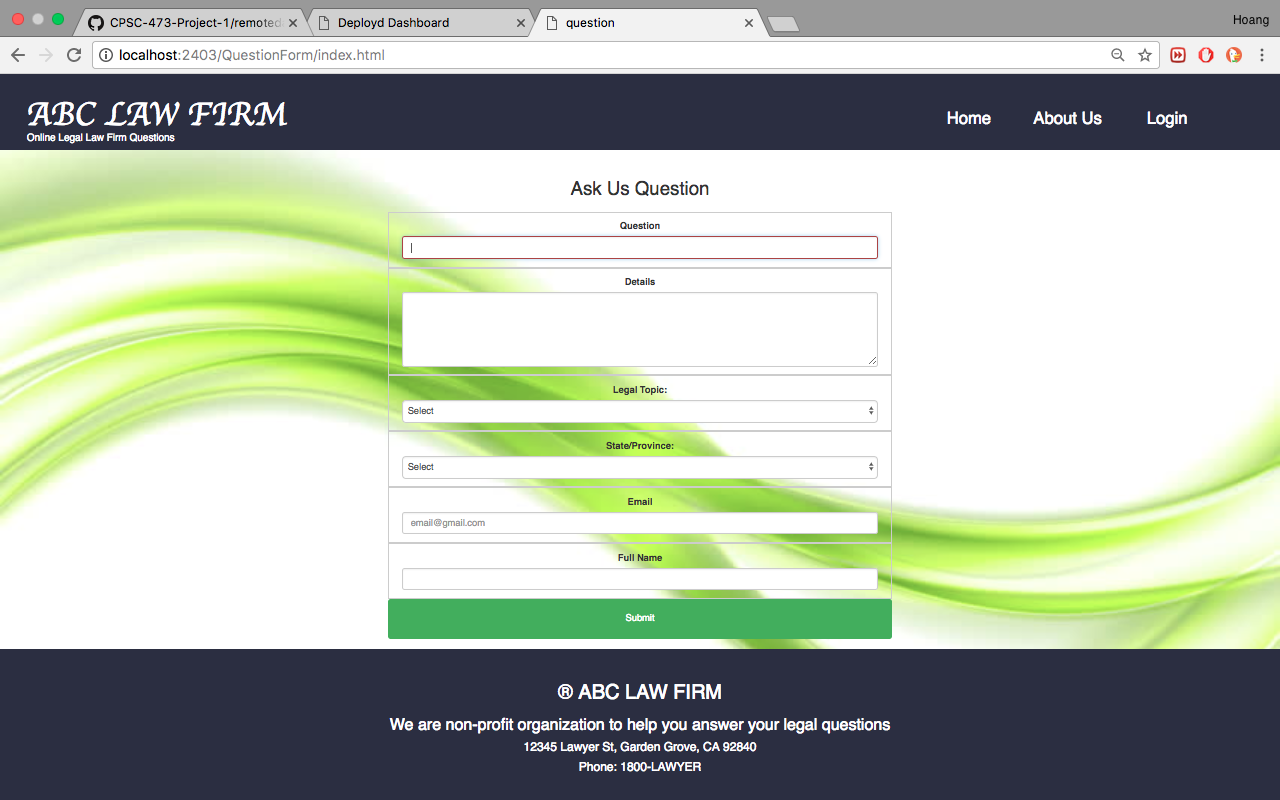 CPSC-473-Project-1/remoted
Deployd Dashboard
question
Hoang
localhost:2403/QuestionForm/index.html
ABC LAW FIRM
Online Legal Law Firm Questions
Home
About Us
Login
Ask Us Question
Question
Details
Legal Topic:
Select
State/Province:
Select
Email
email@gmail.com
Full Name
Submit
® ABC LAW FIRM
We are non-profit organization to help you answer your legal questions
12345 Lawyer St, Garden Grove, CA 92840
Phone: 1800-LAWYER